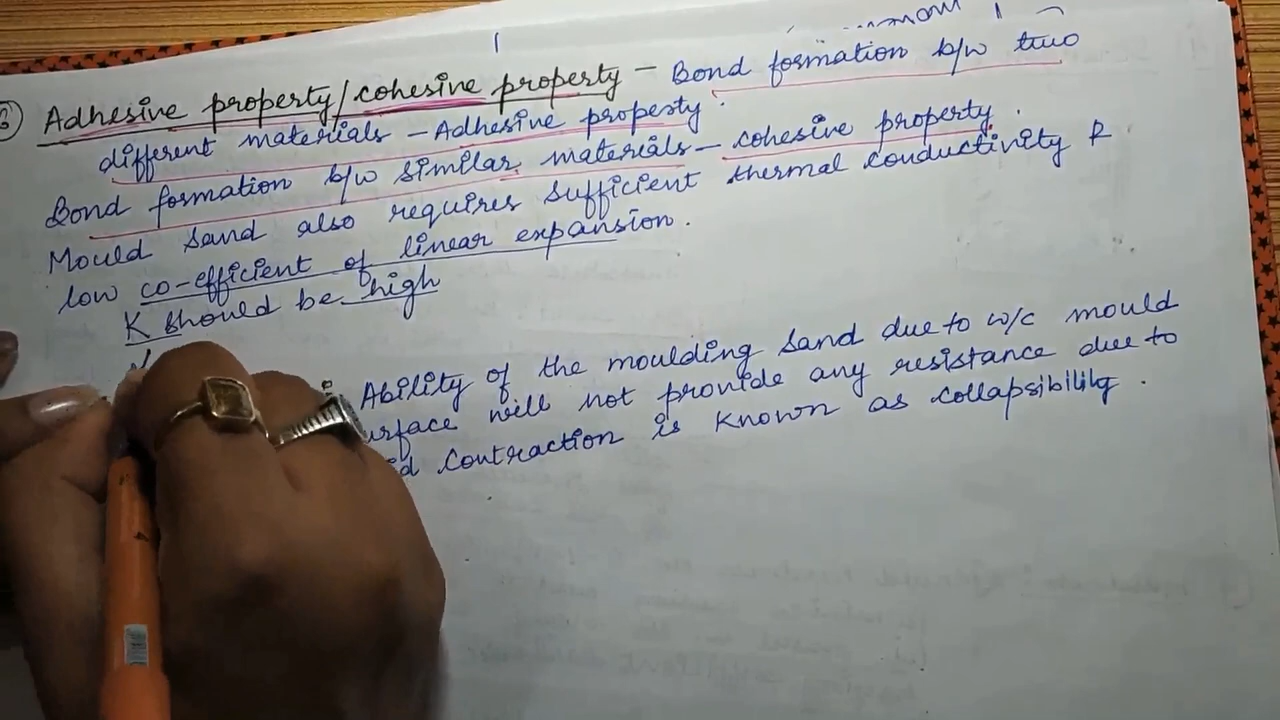 6) Adhesive property/cohesive property - Bond formation b/w two
different materials - Adhesive property.
Bond formation b/w similar materials - cohesive property.
Mould sand also requires sufficient thermal conductivity &
low co-efficient of linear expansion.
K should be high
Ability of the moulding sand due to w/c mould
urface will not provide any resistance due to
contraction is known as collapsibility.